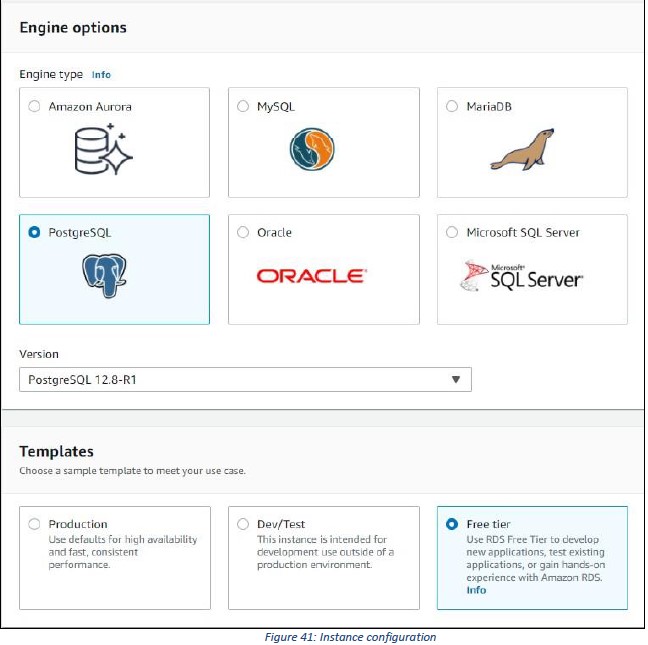 Engine options
Engine type Info
Amazon Aurora
MySQL
MariaDB
PostgreSQL
Oracle
ORACLE
Microsoft SQL Server
Microsoft
SQL Server
Version
PostgreSQL 12.8-R1
Templates
Choose a sample template to meet your use case.
Production
Use defaults for high availability
and fast, consistent
performance.
Dev/Test
This instance is intended for
development use outside of a
production environment.
Free tier
Use RDS Free Tier to develop
new applications, test existing
applications, or gain hands-on
experience with Amazon RDS.
Info
Figure 41: Instance configuration